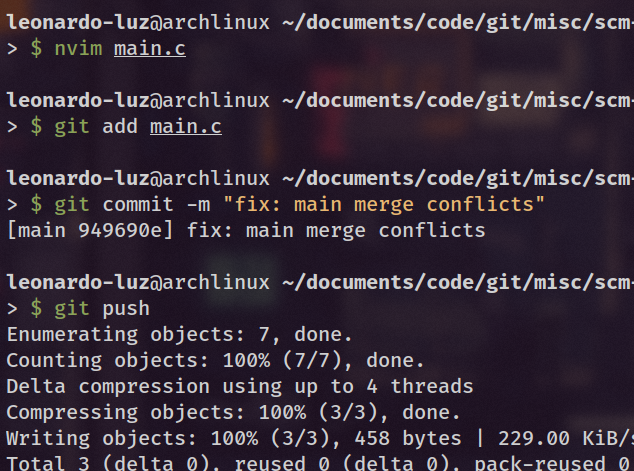 leonardo-luz@archlinux ~/documents/code/git/misc/scm-
> $ nvim main.c
leonardo-luz@archlinux ~/documents/code/git/misc/scm-
> $ git add main.c
leonardo-luz@archlinux ~/documents/code/git/misc/scm-
> $ git commit -m "fix: main merge conflicts"
[main 949690e] fix: main merge conflicts
leonardo-luz@archlinux ~/documents/code/git/misc/scm-
> $ git push
Enumerating objects: 7, done.
Counting objects: 100% (7/7), done.
Delta compression using up to 4 threads
Compressing objects: 100% (3/3), done.
Writing objects: 100% (3/3), 458 bytes | 229.00 KiB/s
Total 3 (delta 0), reused 0 (delta 0), pack-reused 0